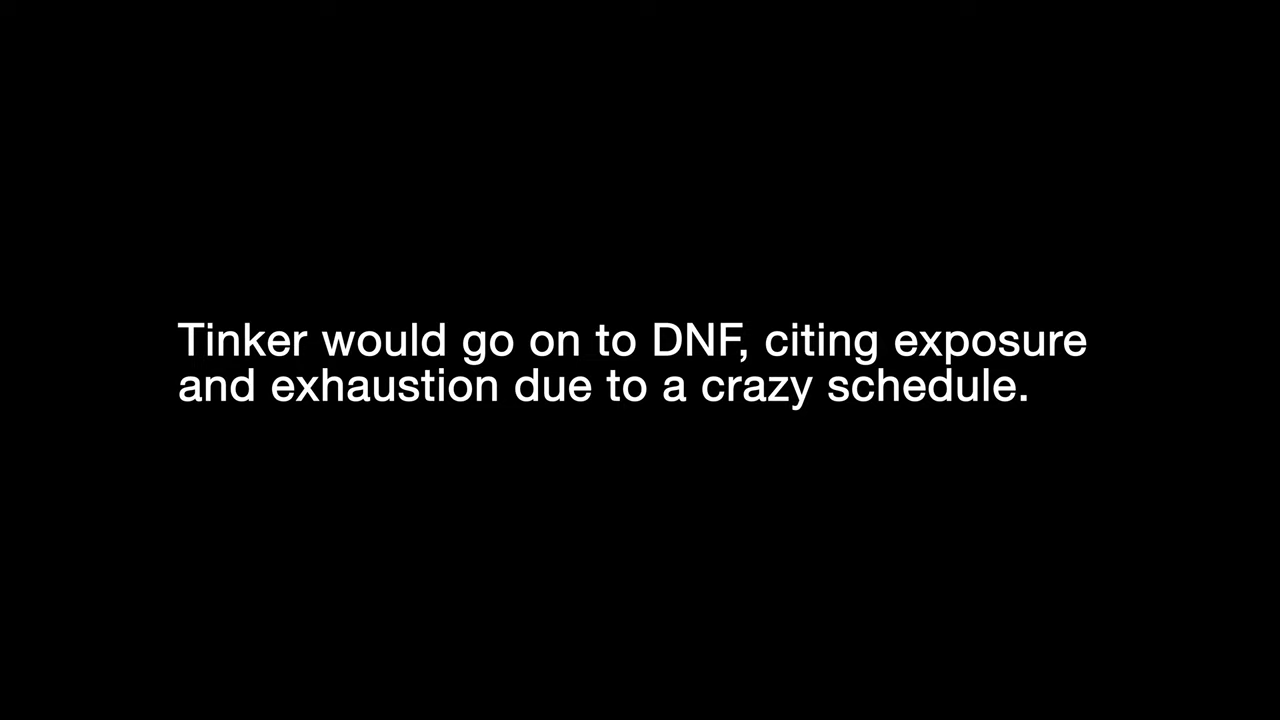 Tinker would go on to DNF, citing exposure
and exhaustion due to a crazy schedule.